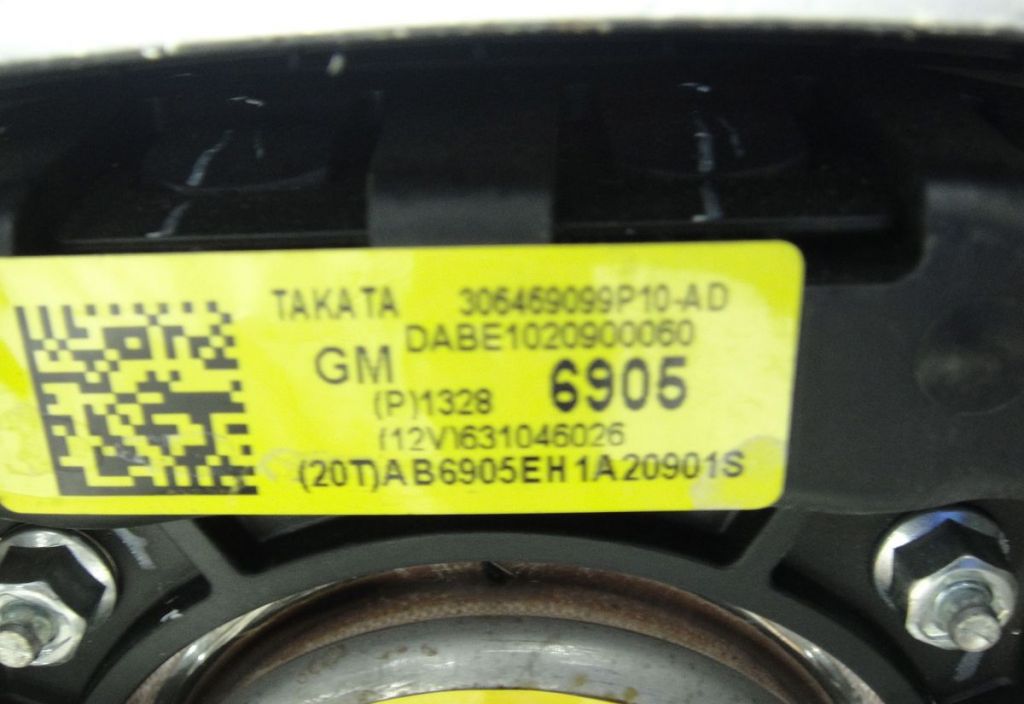 TAKATA 306469099P10-AD
DABE1020900060
GM
(P)1328 6905
(12V)631046026
(20T)AB6905EH1A20901S